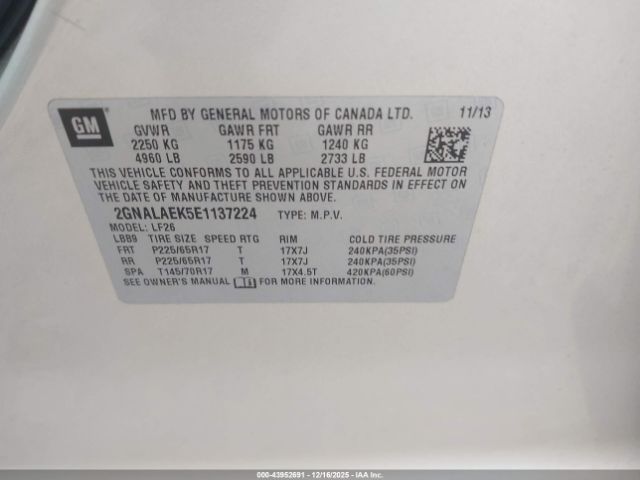 GM
MFD BY GENERAL MOTORS OF CANADA LTD. 11/13
GVWR GAWR FRT GAWR RR
2250 KG 1175 KG 1240 KG
4960 LB 2590 LB 2733 LB
THIS VEHICLE CONFORMS TO ALL APPLICABLE U.S. FEDERAL MOTOR
VEHICLE SAFETY AND THEFT PREVENTION STANDARDS IN EFFECT ON
THE DATE OF MANUFACTURE SHOWN ABOVE.
2GNALAEK5E1137224 TYPE: M.P.V.
MODEL: LF26
LBB9 TIRE SIZE SPEED RTG RIM COLD TIRE PRESSURE
FRT P225/65R17 T 17X7J 240KPA(35PSI)
RR P225/65R17 T 17X7J 240KPA(35PSI)
SPA T145/70R17 M 17X4.5T 420KPA(60PSI)
SEE OWNER'S MANUAL FOR MORE INFORMATION.
000-43952691 - 12/16/2025 - IAA Inc.